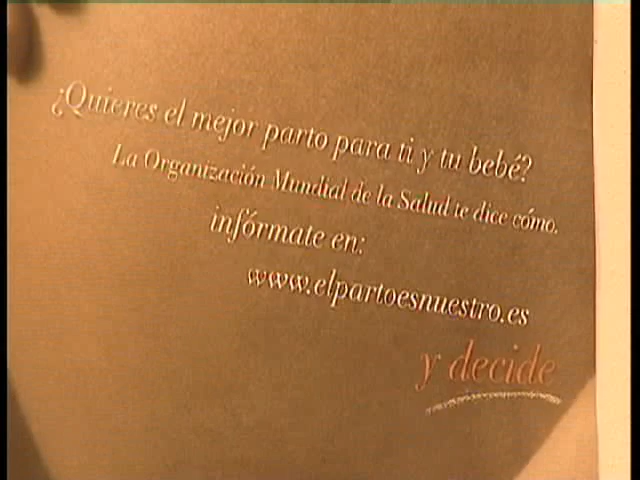 ¿Quieres el mejor parto para ti y tu bebé?
La Organización Mundial de la Salud te dice cómo.
infórmate en:
www.elpartoesnuestro.es
y decide